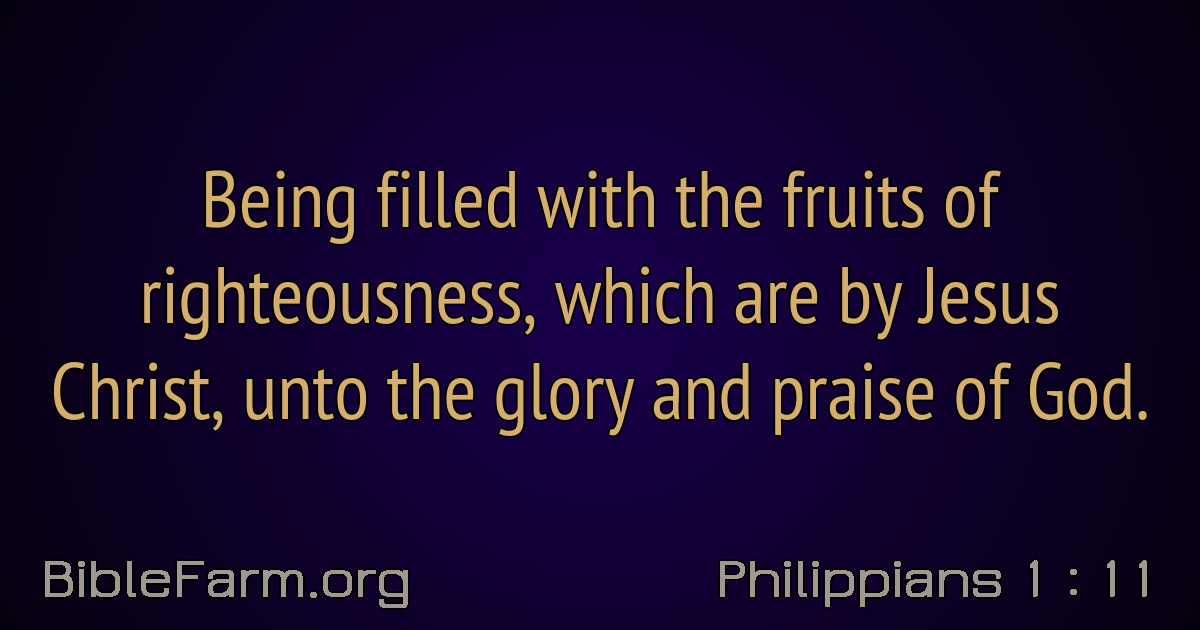 Being filled with the fruits of
righteousness, which are by Jesus
Christ, unto the glory and praise of God.
BibleFarm.org
Philippians 1 : 11